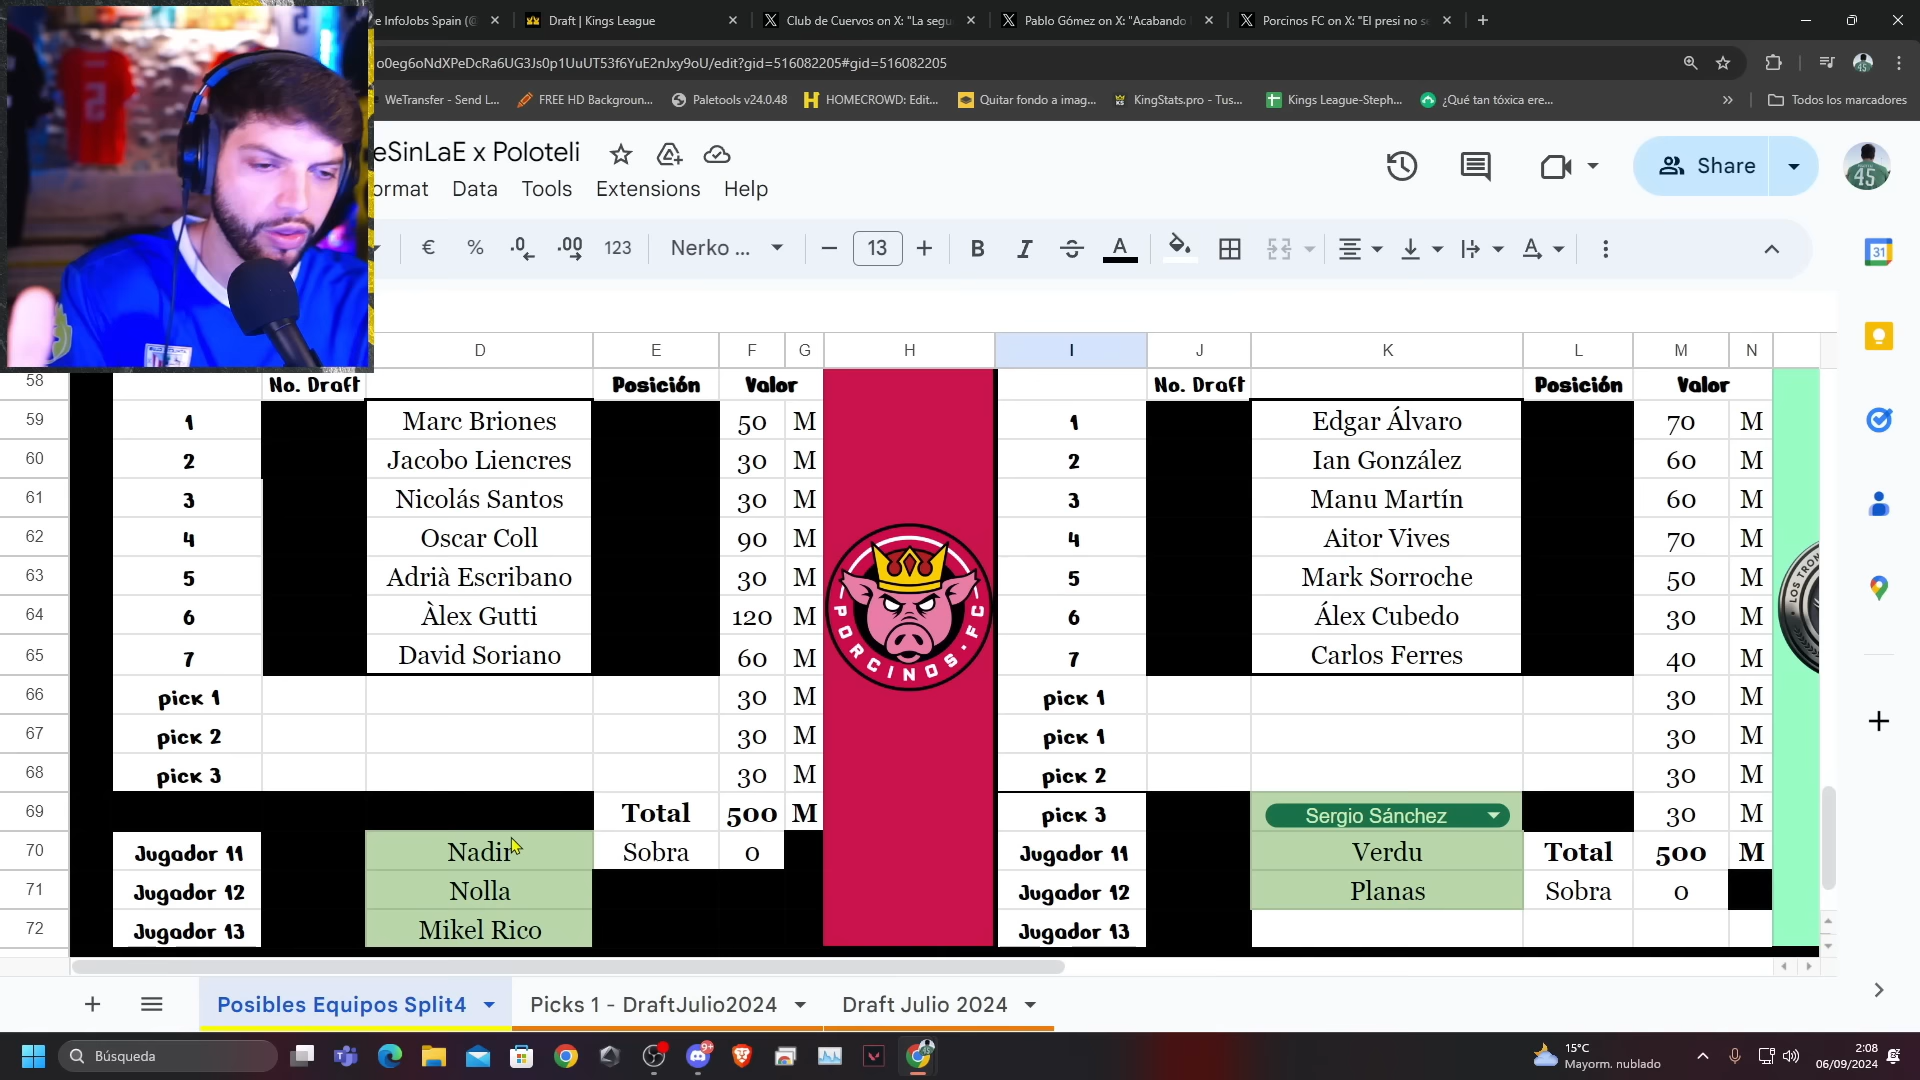 e InfoJobs Spain (@
Draft | Kings League
Club de Cuervos on X: "La segu
Pablo Gómez on X: "Acabando
Porcinos FC on X: "El presi no s
o0eg6oNdXPeDcRa6UG3Js0p1UuUT53f6YuE2nJxy9oU/edit?gid=516082205#gid=516082205
WeTransfer - Send L...
FREE HD Backgroun...
Paletools v24.0.48
HOMECROWD: Edit...
Quitar fondo a imag...
KingStats.pro - Tus...
Kings League-Steph...
¿Qué tan tóxica ere...
Todos los marcadores
eSinLaE x Poloteli
Share
45
ormat Data Tools Extensions Help
€ % .0 .00 123 Nerko ... 13 B I S A
31
D E F G H I J K L M N
58 No. Draft Posición Valor No. Draft Posición Valor
59 1 Marc Briones 50 M 1 Edgar Álvaro 70 M
60 2 Jacobo Liencres 30 M 2 Ian González 60 M
61 3 Nicolás Santos 30 M 3 Manu Martín 60 M
62 4 Oscar Coll 90 M 4 Aitor Vives 70 M
63 5 Adrià Escribano 30 M 5 Mark Sorroche 50 M
64 6 Àlex Gutti 120 M 6 Álex Cubedo 30 M
65 7 David Soriano 60 M 7 Carlos Ferres 40 M
PORCINOS·FC
LOS TRON
66 pick 1 30 M pick 1 30 M
67 pick 2 30 M pick 1 30 M
68 pick 3 30 M pick 2 30 M
69 Total 500 M pick 3 Sergio Sánchez 30 M
70 Jugador 11 Nadir Sobra 0 Jugador 11 Verdu Total 500 M
71 Jugador 12 Nolla Jugador 12 Planas Sobra 0
72 Jugador 13 Mikel Rico Jugador 13
Posibles Equipos Split4
Picks 1 - DraftJulio2024
Draft Julio 2024
Búsqueda
9+
15°C
Mayorm. nublado
2:08
06/09/2024
2